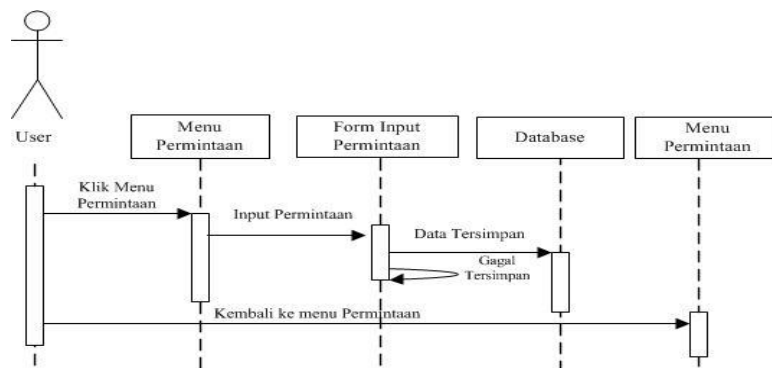 User
Menu
Permintaan
Form Input
Permintaan
Database
Menu
Permintaan
Klik Menu
Permintaan
Input Permintaan
Data Tersimpan
Gagal
Tersimpan
Kembali ke menu Permintaan